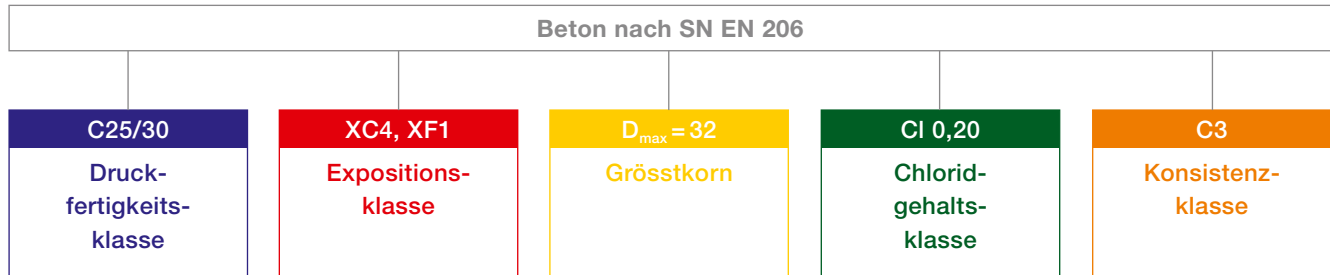 Beton nach SN EN 206
C25/30
Druck-
fertigkeits-
klasse
XC4, XF1
Expositions-
klasse
Dmax = 32
Grösstkorn
Cl 0,20
Chlorid-
gehalts-
klasse
C3
Konsistenz-
klasse